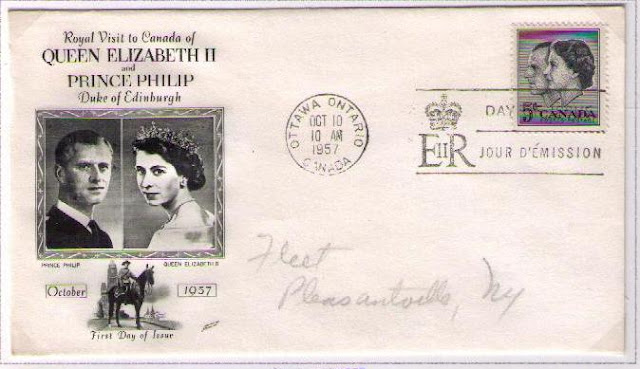 Royal Visit to Canada of
QUEEN ELIZABETH II
and
PRINCE PHILIP
Duke of Edinburgh
PRINCE PHILIP QUEEN ELIZABETH II
October 1957
First Day of Issue
OTTAWA ONTARIO
OCT 10
10 AM
1957
CANADA
DAY
EIIR JOUR D'ÉMISSION
5¢ CANADA
Fleet
Pleasantville, Ny